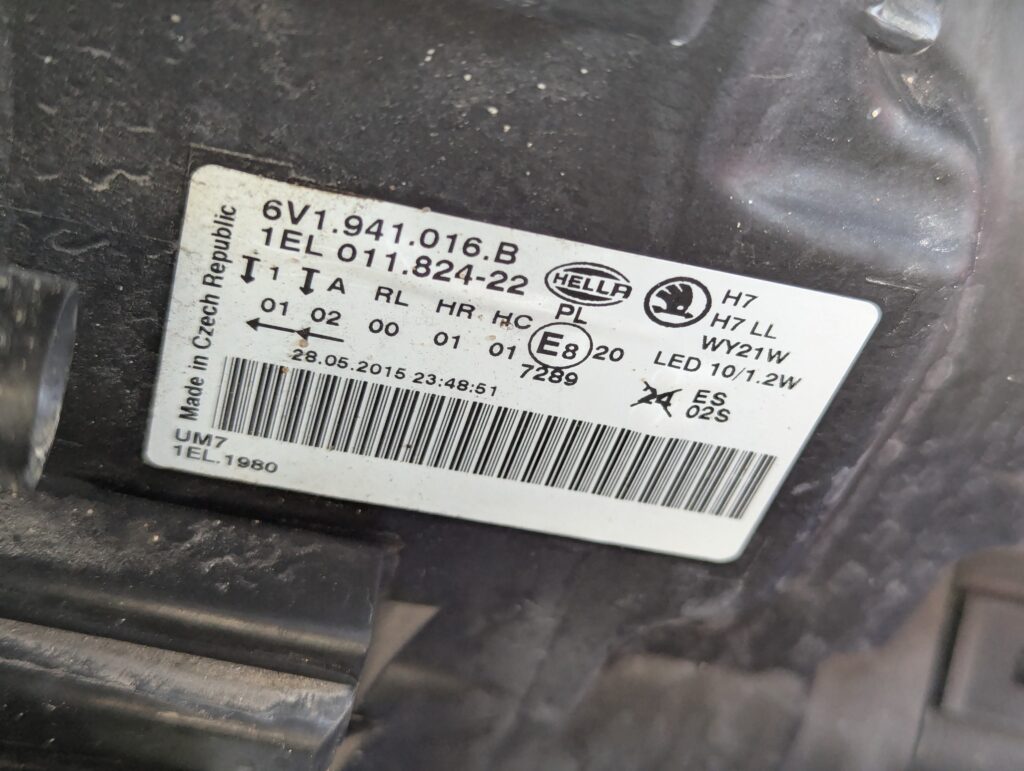 6V1.941.016.B
1EL 011.824-22
HELLA
1 A RL HR HC PL
01 02 00 01 01 E8 20
7289
28.05.2015 23:48:51
H7
H7 LL
WY21W
LED 10/1.2W
24 ES
02S
Made in Czech Republic
UM7
1EL.1980